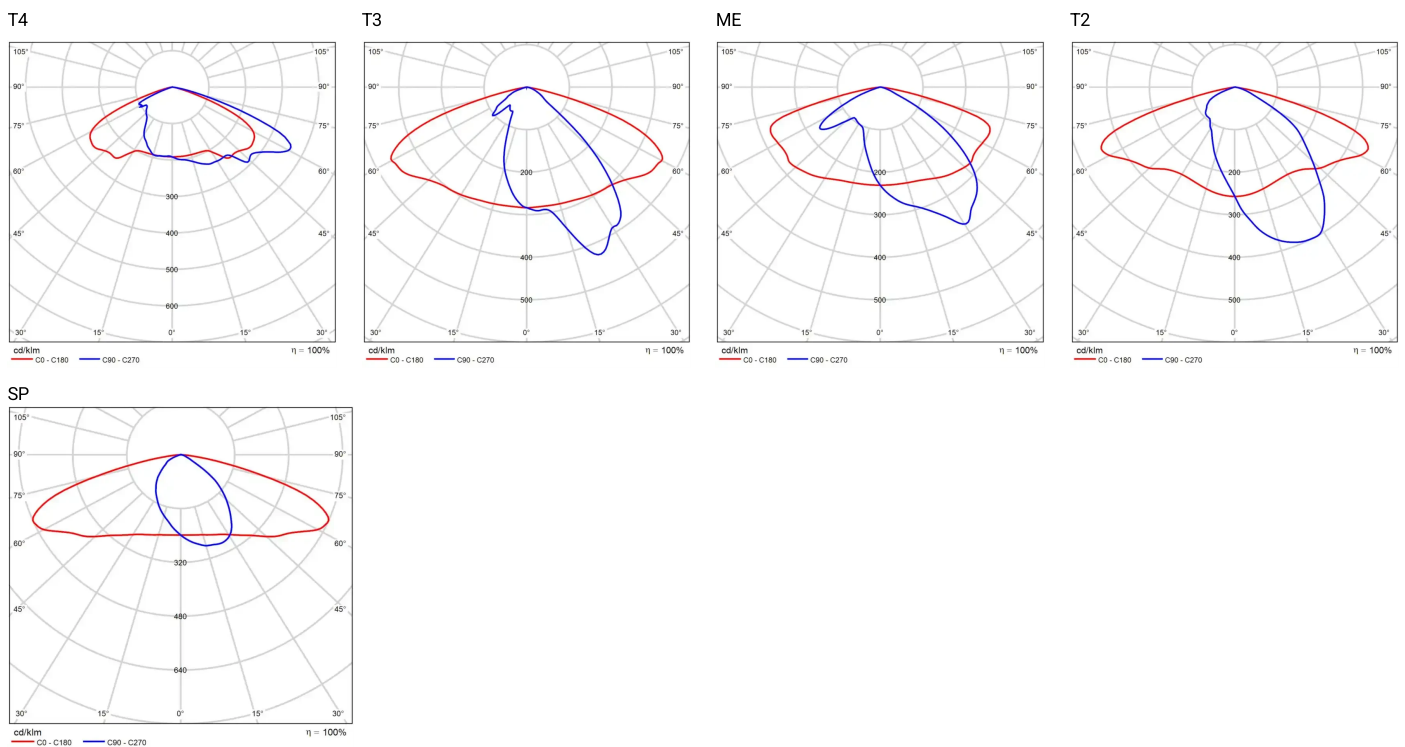 T4
105° 105°
90° 90°
75° 75°
60° 60°
45° 45°
300
400
500
600
30° 15° 0° 15° 30°
cd/klm η = 100%
C0 - C180 C90 - C270
T3
105° 105°
90° 90°
75° 75°
60° 60°
45° 45°
200
400
500
30° 15° 0° 15° 30°
cd/klm η = 100%
C0 - C180 C90 - C270
ME
105° 105°
90° 90°
75° 75°
60° 60°
45° 45°
200
300
400
500
30° 15° 0° 15° 30°
cd/klm η = 100%
C0 - C180 C90 - C270
T2
105° 105°
90° 90°
75° 75°
60° 60°
45° 45°
200
300
400
500
30° 15° 0° 15° 30°
cd/klm η = 100%
C0 - C180 C90 - C270
SP
105° 105°
90° 90°
75° 75°
60° 60°
45° 45°
320
480
640
30° 15° 0° 15° 30°
cd/klm η = 100%
C0 - C180 C90 - C270